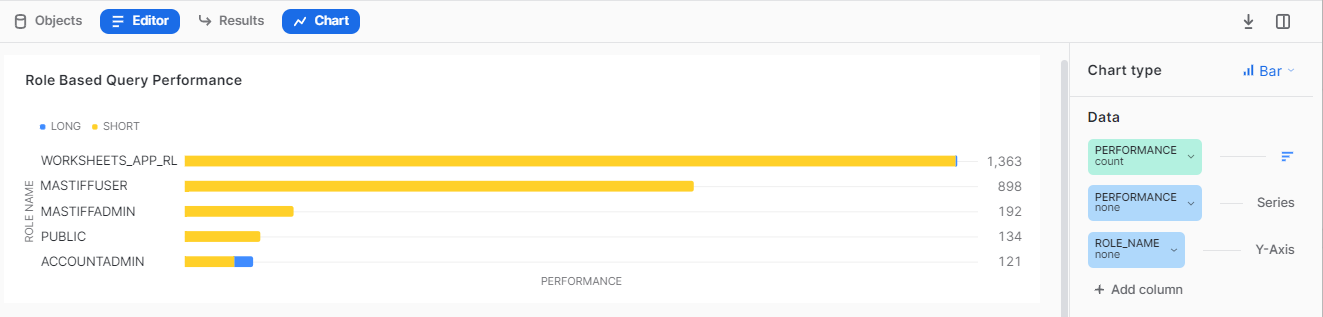 Objects Editor Results Chart
Role Based Query Performance
LONG SHORT
ROLE NAME
WORKSHEETS_APP_RL 1,363
MASTIFFUSER 898
MASTIFFADMIN 192
PUBLIC 134
ACCOUNTADMIN 121
PERFORMANCE
Chart type Bar
Data
PERFORMANCE
count
PERFORMANCE
none
Series
ROLE_NAME
none
Y-Axis
+ Add column